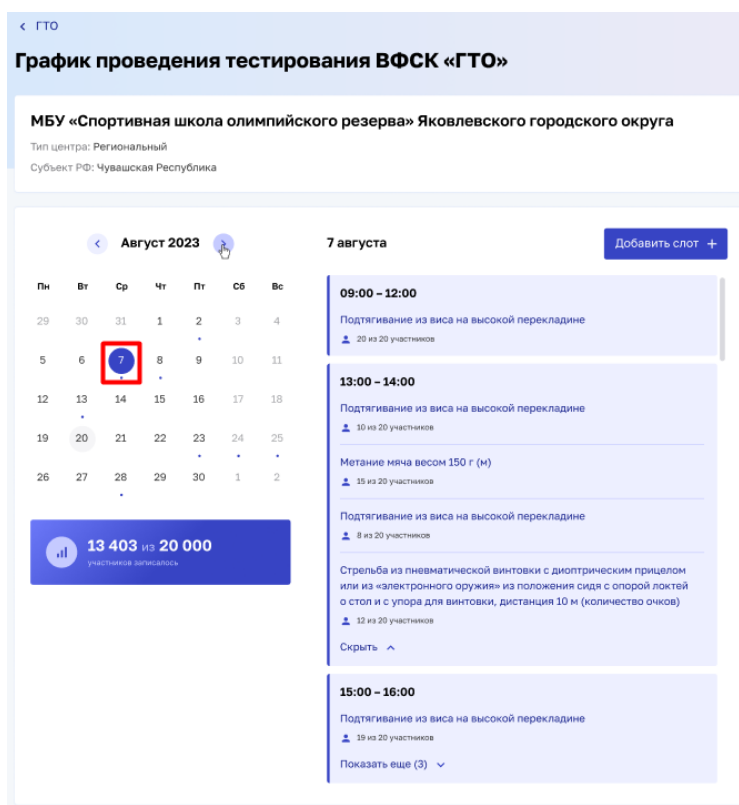 ГТО
График проведения тестирования ВФСК «ГТО»
МБУ «Спортивная школа олимпийского резерва» Яковлевского городского округа
Тип центра: Региональный
Субъект РФ: Чувашская Республика
Август 2023
Пн Вт Ср Чт Пт Сб Вс
29 30 31 1 2 3 4
5 6 7 8 9 10 11
12 13 14 15 16 17 18
19 20 21 22 23 24 25
26 27 28 29 30 1 2
13 403 из 20 000
участников записалось
7 августа
Добавить слот +
09:00 – 12:00
Подтягивание из виса на высокой перекладине
20 из 20 участников
13:00 – 14:00
Подтягивание из виса на высокой перекладине
10 из 20 участников
Метание мяча весом 150 г (м)
15 из 20 участников
Подтягивание из виса на высокой перекладине
8 из 20 участников
Стрельба из пневматической винтовки с диоптрическим прицелом
или из «электронного оружия» из положения сидя с опорой локтей
о стол и с упора для винтовки, дистанция 10 м (количество очков)
12 из 20 участников
Скрыть
15:00 – 16:00
Подтягивание из виса на высокой перекладине
19 из 20 участников
Показать еще (3)